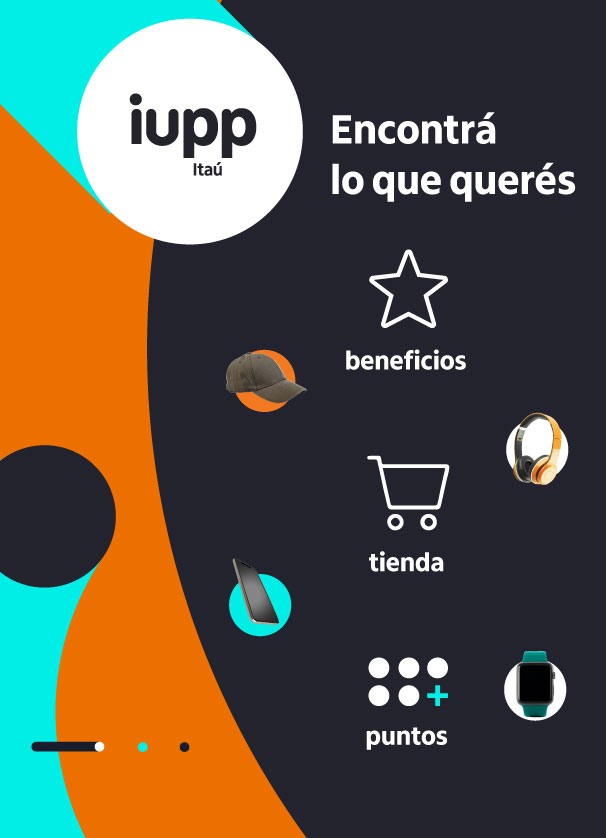 iupp
Itaú
Encontrá
lo que querés
beneficios
tienda
puntos